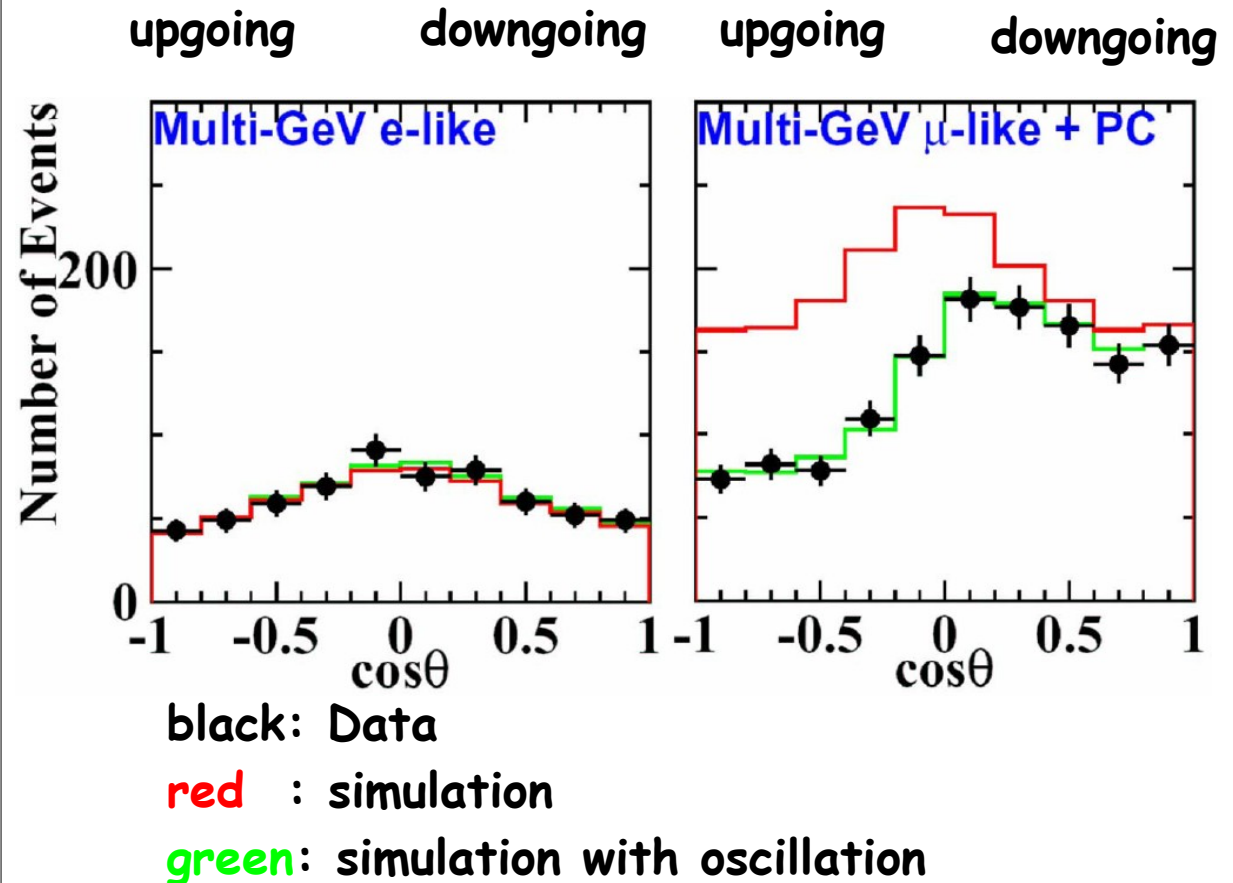 upgoing downgoing upgoing downgoing
Multi-GeV e-like Multi-GeV μ-like + PC
Number of Events
200
0
-1 -0.5 0 0.5 1 -1 -0.5 0 0.5 1
cosθ cosθ
black: Data
red : simulation
green: simulation with oscillation